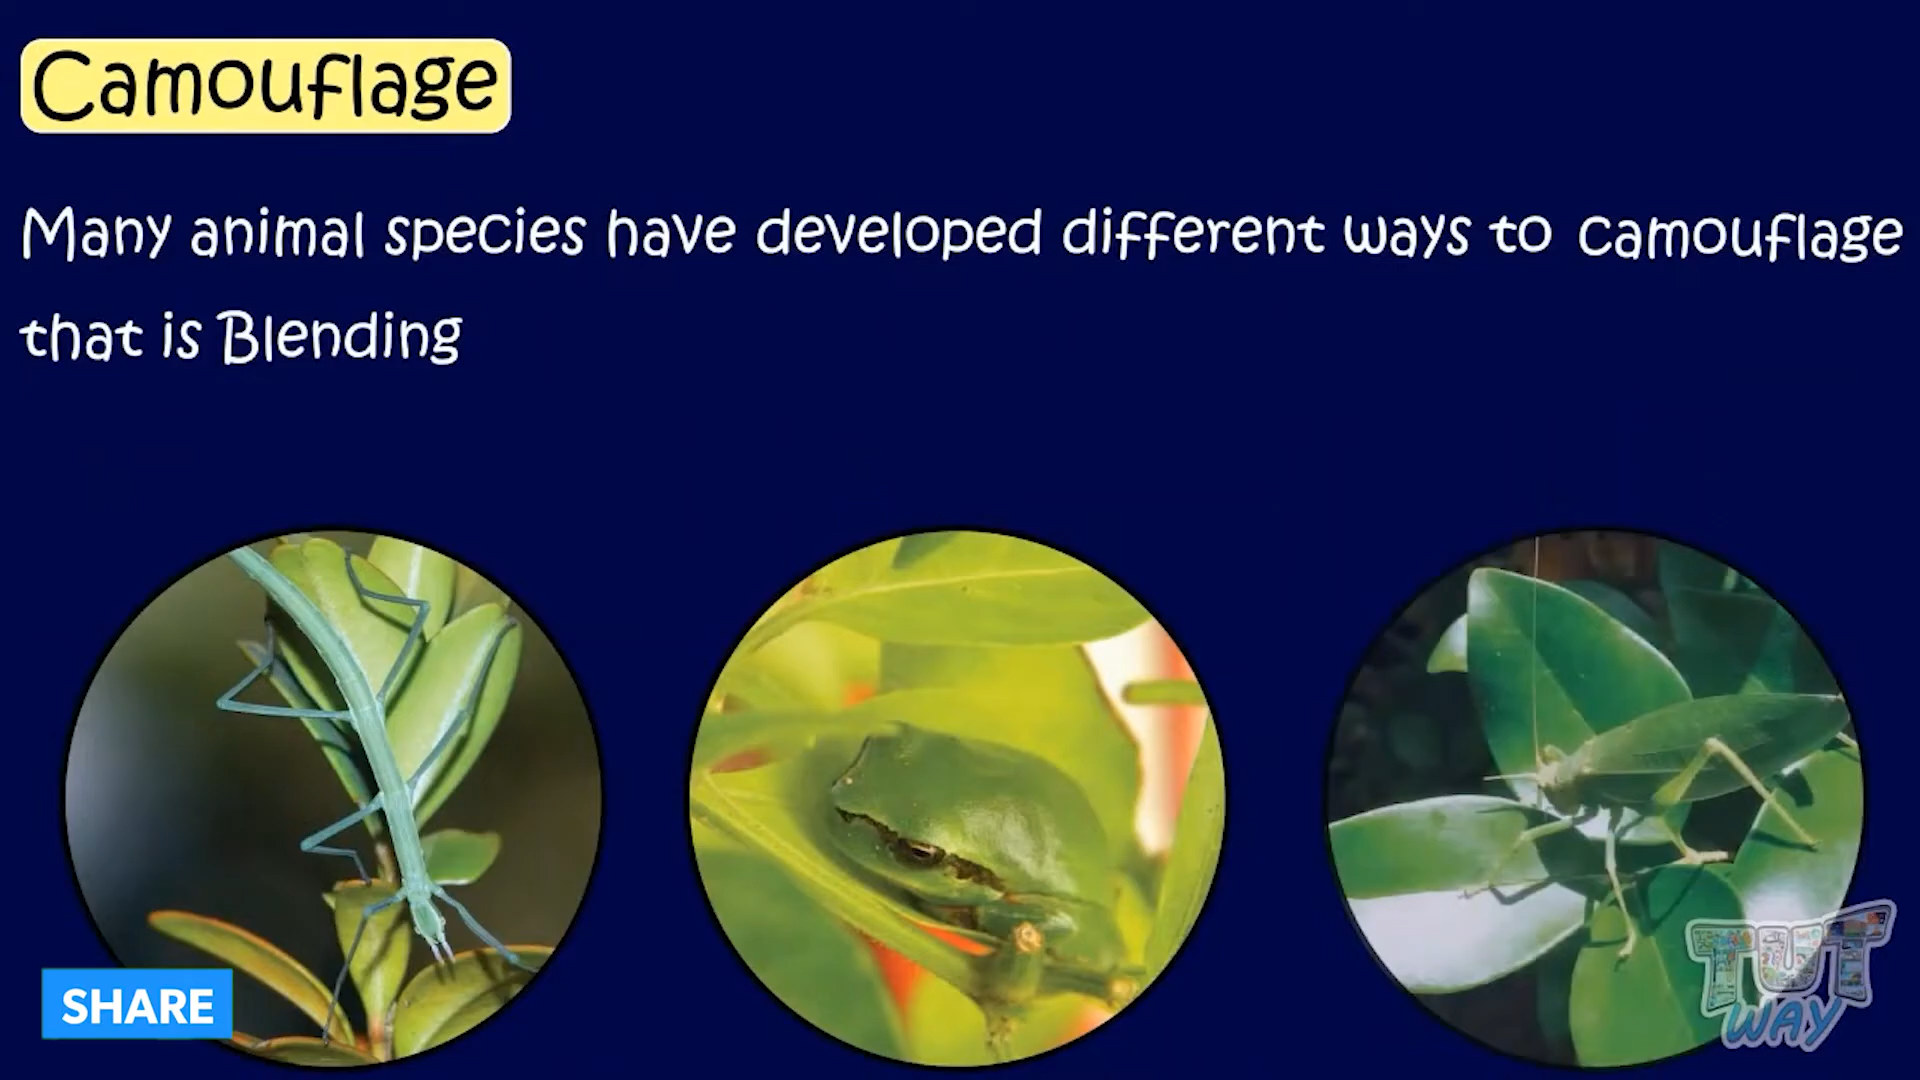 Camouflage
Many animal species have developed different ways to camouflage
that is Blending
SHARE
TUT
WAY